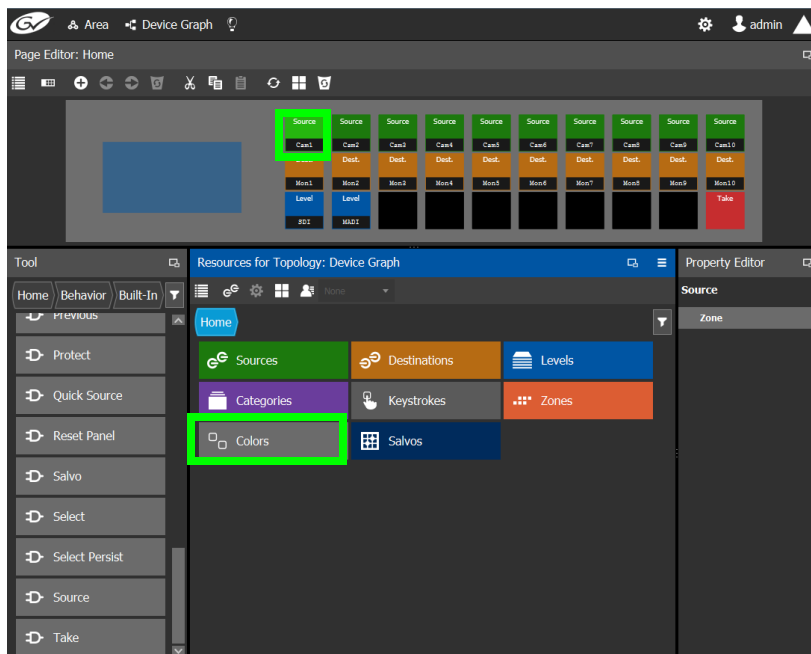 GV Area Device Graph admin
Page Editor: Home
Source Source Source Source Source Source Source Source Source Source
Cam1 Cam2 Cam3 Cam4 Cam5 Cam6 Cam7 Cam8 Cam9 Cam10
Dest. Dest. Dest. Dest. Dest. Dest. Dest. Dest. Dest.
Mon1 Mon2 Mon3 Mon4 Mon5 Mon6 Mon7 Mon8 Mon9 Mon10
Level Level Take
SDI MADI
Tool
Home Behavior Built-In
Previous
Protect
Quick Source
Reset Panel
Salvo
Select
Select Persist
Source
Take
Resources for Topology: Device Graph
None
Home
Sources Destinations Levels
Categories Keystrokes Zones
Colors Salvos
Property Editor
Source
Zone